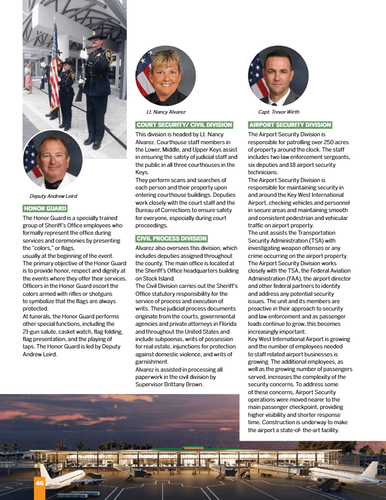 Lt. Nancy Alvarez
Capt. Trevor Wirth
Deputy Andrew Leird
HONOR GUARD
The Honor Guard is a specially trained
group of Sheriff's Office employees who
formally represent the office during
services and ceremonies by presenting
the "colors", or flags,
usually at the beginning of the event.
The primary objective of the Honor Guard
is to provide honor, respect and dignity at
the events where they offer their services.
Officers in the Honor Guard escort the
colors armed with rifles or shotguns
to symbolize that the flags are always
protected.
At funerals, the Honor Guard performs
other special functions, including the
21-gun salute, casket watch, flag folding,
flag presentation, and the playing of
taps. The Honor Guard is led by Deputy
Andrew Leird.
COURT SECURITY/ CIVIL DIVISION
This division is headed by Lt. Nancy
Alvarez. Courthouse staff members in
the Lower, Middle, and Upper Keys assist
in ensuring the safety of judicial staff and
the public in all three courthouses in the
Keys.
They perform scans and searches of
each person and their property upon
entering courthouse buildings. Deputies
work closely with the court staff and the
Bureau of Corrections to ensure safety
for everyone, especially during court
proceedings.
CIVIL PROCESS DIVISION
Alvarez also oversees this division, which
includes deputies assigned throughout
the county. The main office is located at
the Sheriff's Office headquarters building
on Stock Island.
The Civil Division carries out the Sheriff's
Office statutory responsibility for the
service of process and execution of
writs. These judicial process documents
originate from the courts, governmental
agencies and private attorneys in Florida
and throughout the United States and
include subpoenas, writs of possession
for real estate, injunctions for protection
against domestic violence, and writs of
garnishment.
Alvarez is assisted in processing all
paperwork in the civil division by
Supervisor Brittany Brown.
AIRPORT SECURITY DIVISION
The Airport Security Division is
responsible for patrolling over 250 acres
of property around the clock. The staff
includes two law enforcement sergeants,
six deputies and 18 airport security
technicians.
The Airport Security Division is
responsible for maintaining security in
and around the Key West International
Airport, checking vehicles and personnel
in secure areas and maintaining smooth
and consistent pedestrian and vehicular
traffic on airport property.
The unit assists the Transportation
Security Administration (TSA) with
investigating weapon offenses or any
crime occurring on the airport property.
The Airport Security Division works
closely with the TSA, the Federal Aviation
Administration (FAA), the airport director
and other federal partners to identify
and address any potential security
issues. The unit and its members are
proactive in their approach to security
and law enforcement and as passenger
loads continue to grow, this becomes
increasingly important.
Key West International Airport is growing
and the number of employees needed
to staff related airport businesses is
growing. The additional employees, as
well as the growing number of passengers
served, increases the complexity of the
security concerns. To address some
of these concerns, Airport Security
operations were moved nearer to the
main passenger checkpoint, providing
higher visibility and shorter response
time. Construction is underway to make
the airport a state-of-the-art facility.
46